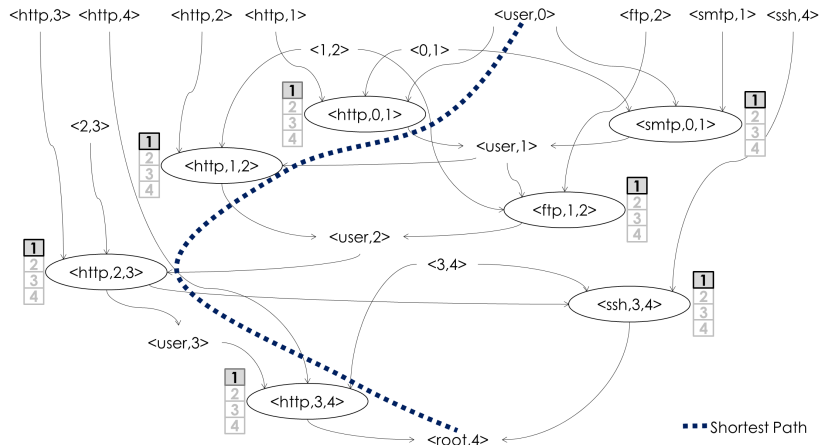 <http,3> <http,4> <http,2> <http,1> <user,0> <ftp,2> <smtp,1> <ssh,4>
<1,2> <0,1>
1
2
3
4
<http,0,1>
1
2
3
4
<smtp,0,1>
<2,3>
1
2
3
4
<http,1,2>
<user,1>
1
2
3
4
<ftp,1,2>
<user,2>
1
2
3
4
<http,2,3>
<3,4>
1
2
3
4
<ssh,3,4>
<user,3>
1
2
3
4
<http,3,4>
<root,4>
Shortest Path